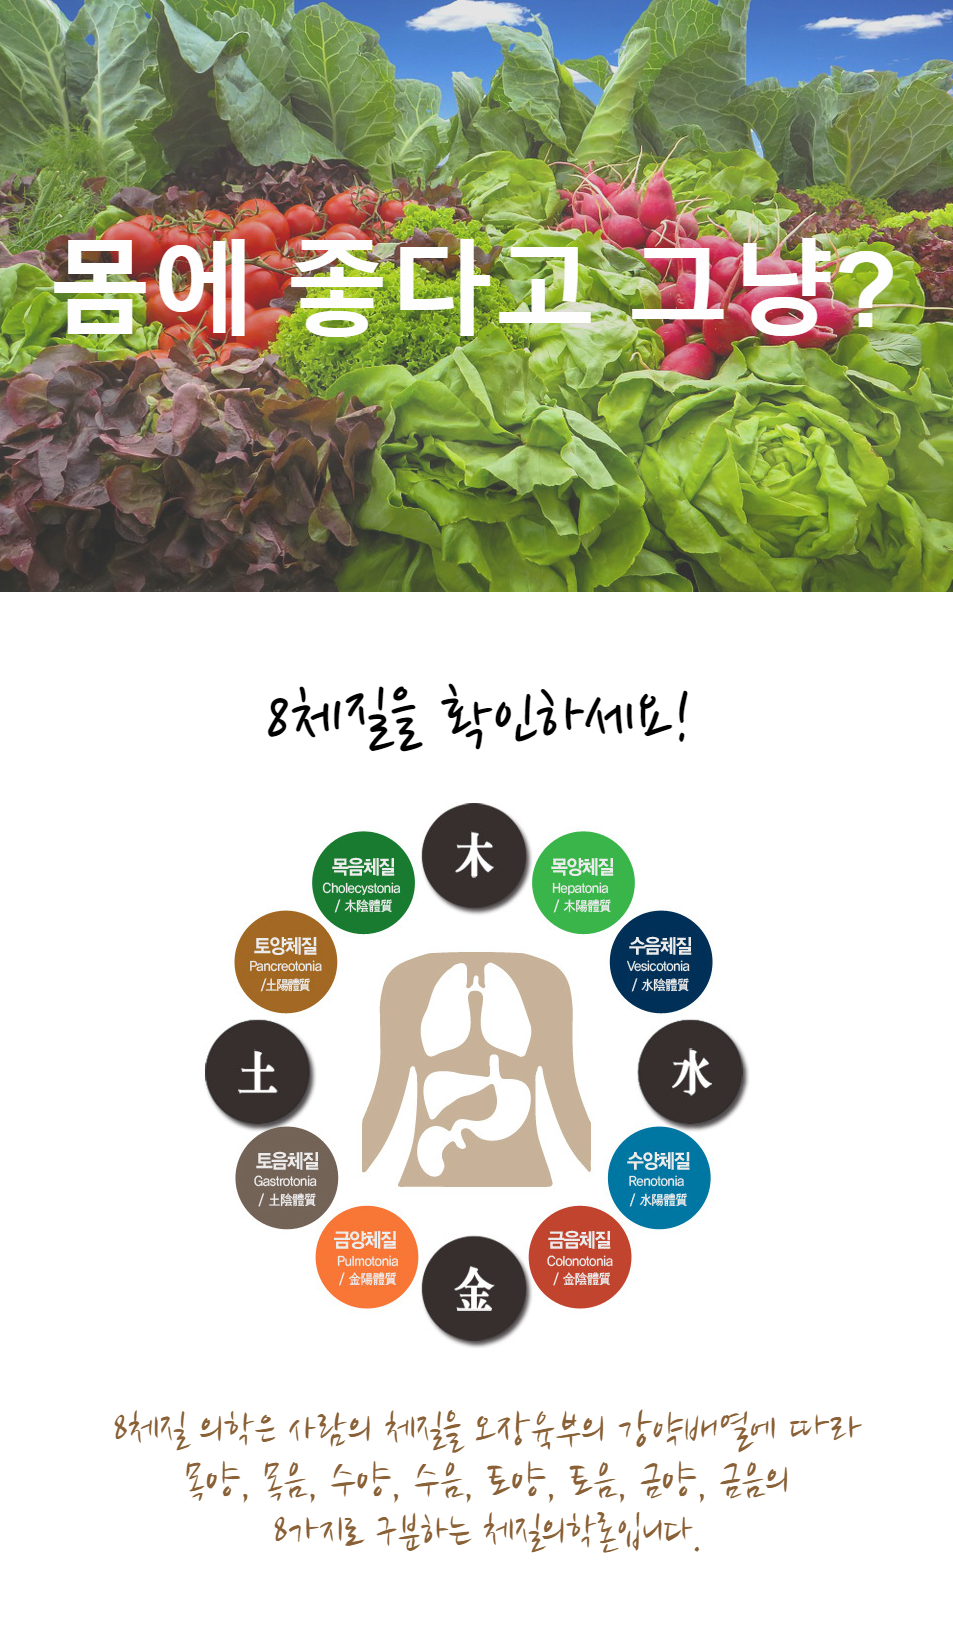 몸에 좋다고 그냥?
8체질을 확인하세요!
木
목음체질
Cholecystonia
/ 木陰體質
목양체질
Hepatonia
/ 木陽體質
토양체질
Pancreotonia
/土陽體質
수음체질
Vesicotonia
/ 水陰體質
土
水
토음체질
Gastrotonia
/ 土陰體質
수양체질
Renotonia
/ 水陽體質
금양체질
Pulmotonia
/ 金陽體質
금음체질
Colonotonia
/ 金陰體質
金
8체질 의학은 사람의 체질을 오장육부의 강약배열에 따라
목양, 목음, 수양, 수음, 토양, 토음, 금양, 금음의
8가지로 구분하는 체질의학론입니다.